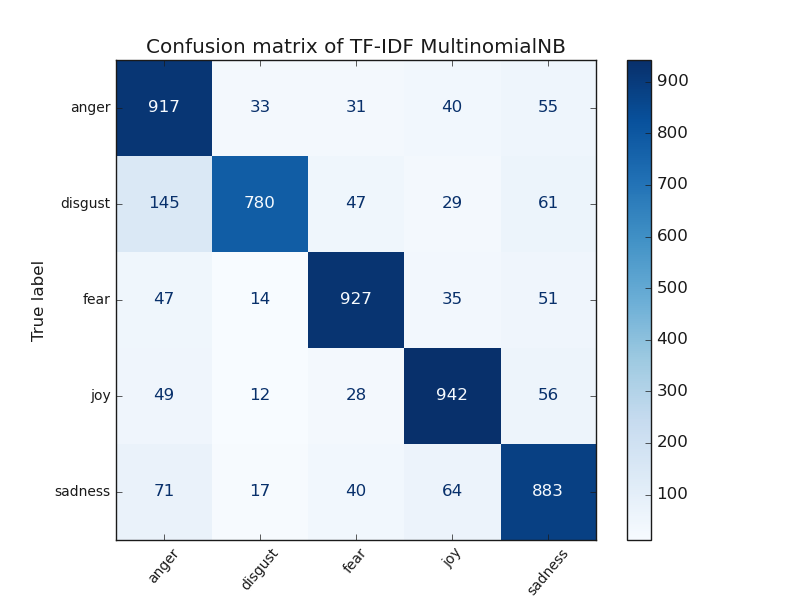 Confusion matrix of TF-IDF MultinomialNB
True label
anger 917 33 31 40 55
disgust 145 780 47 29 61
fear 47 14 927 35 51
joy 49 12 28 942 56
sadness 71 17 40 64 883
anger disgust fear joy sadness
900
800
700
600
500
400
300
200
100